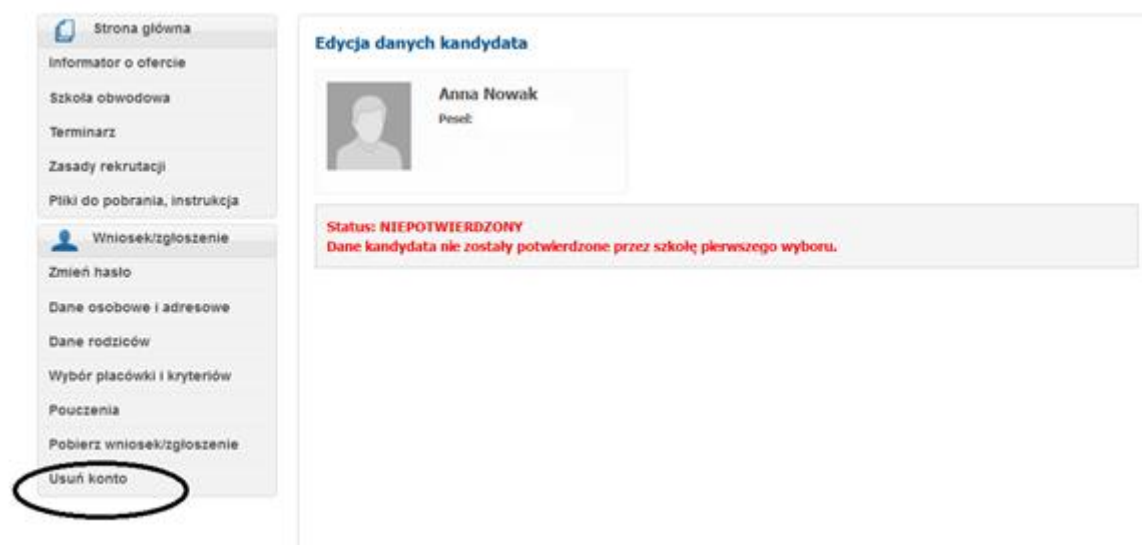 Strona główna
Informator o ofercie
Szkoła obwodowa
Terminarz
Zasady rekrutacji
Pliki do pobrania, instrukcja
Wniosek/zgłoszenie
Zmień hasło
Dane osobowe i adresowe
Dane rodziców
Wybór placówki i kryteriów
Pouczenia
Pobierz wniosek/zgłoszenie
Usuń konto
Edycja danych kandydata
Anna Nowak
Pesel:
Status: NIEPOTWIERDZONY
Dane kandydata nie zostały potwierdzone przez szkołę pierwszego wyboru.